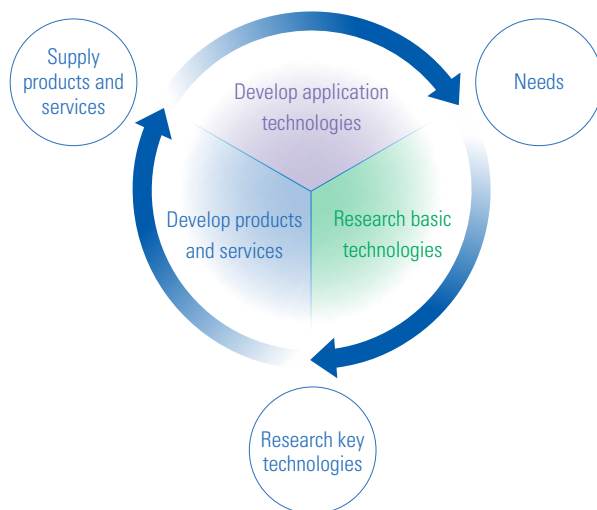 Supply
products and
services
Needs
Develop application
technologies
Develop products
and services
Research basic
technologies
Research key
technologies